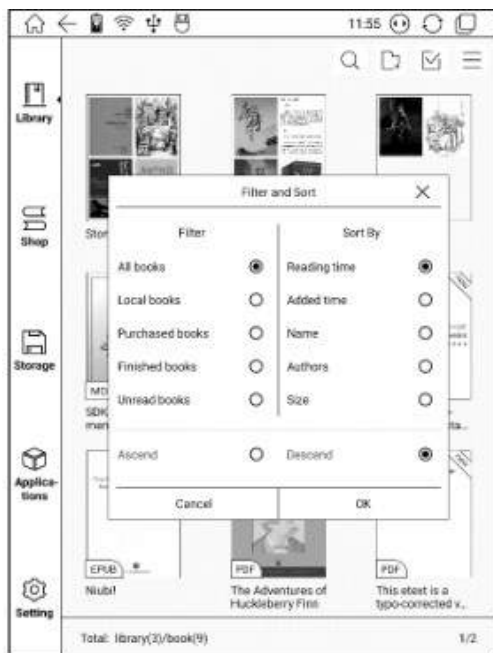 11:55
Library
Shop
Storage
Applica-
tions
Setting
Filter and Sort
Filter
All books
Local books
Purchased books
Finished books
Unread books
Sort By
Reading time
Added time
Name
Authors
Size
Ascend
Descend
Cancel
OK
EPUB
Niubi!
PDF
The Adventures of
Huckleberry Finn
PDF
This etext is a
typo-corrected v...
Total: library(3)/book(9)
1/2